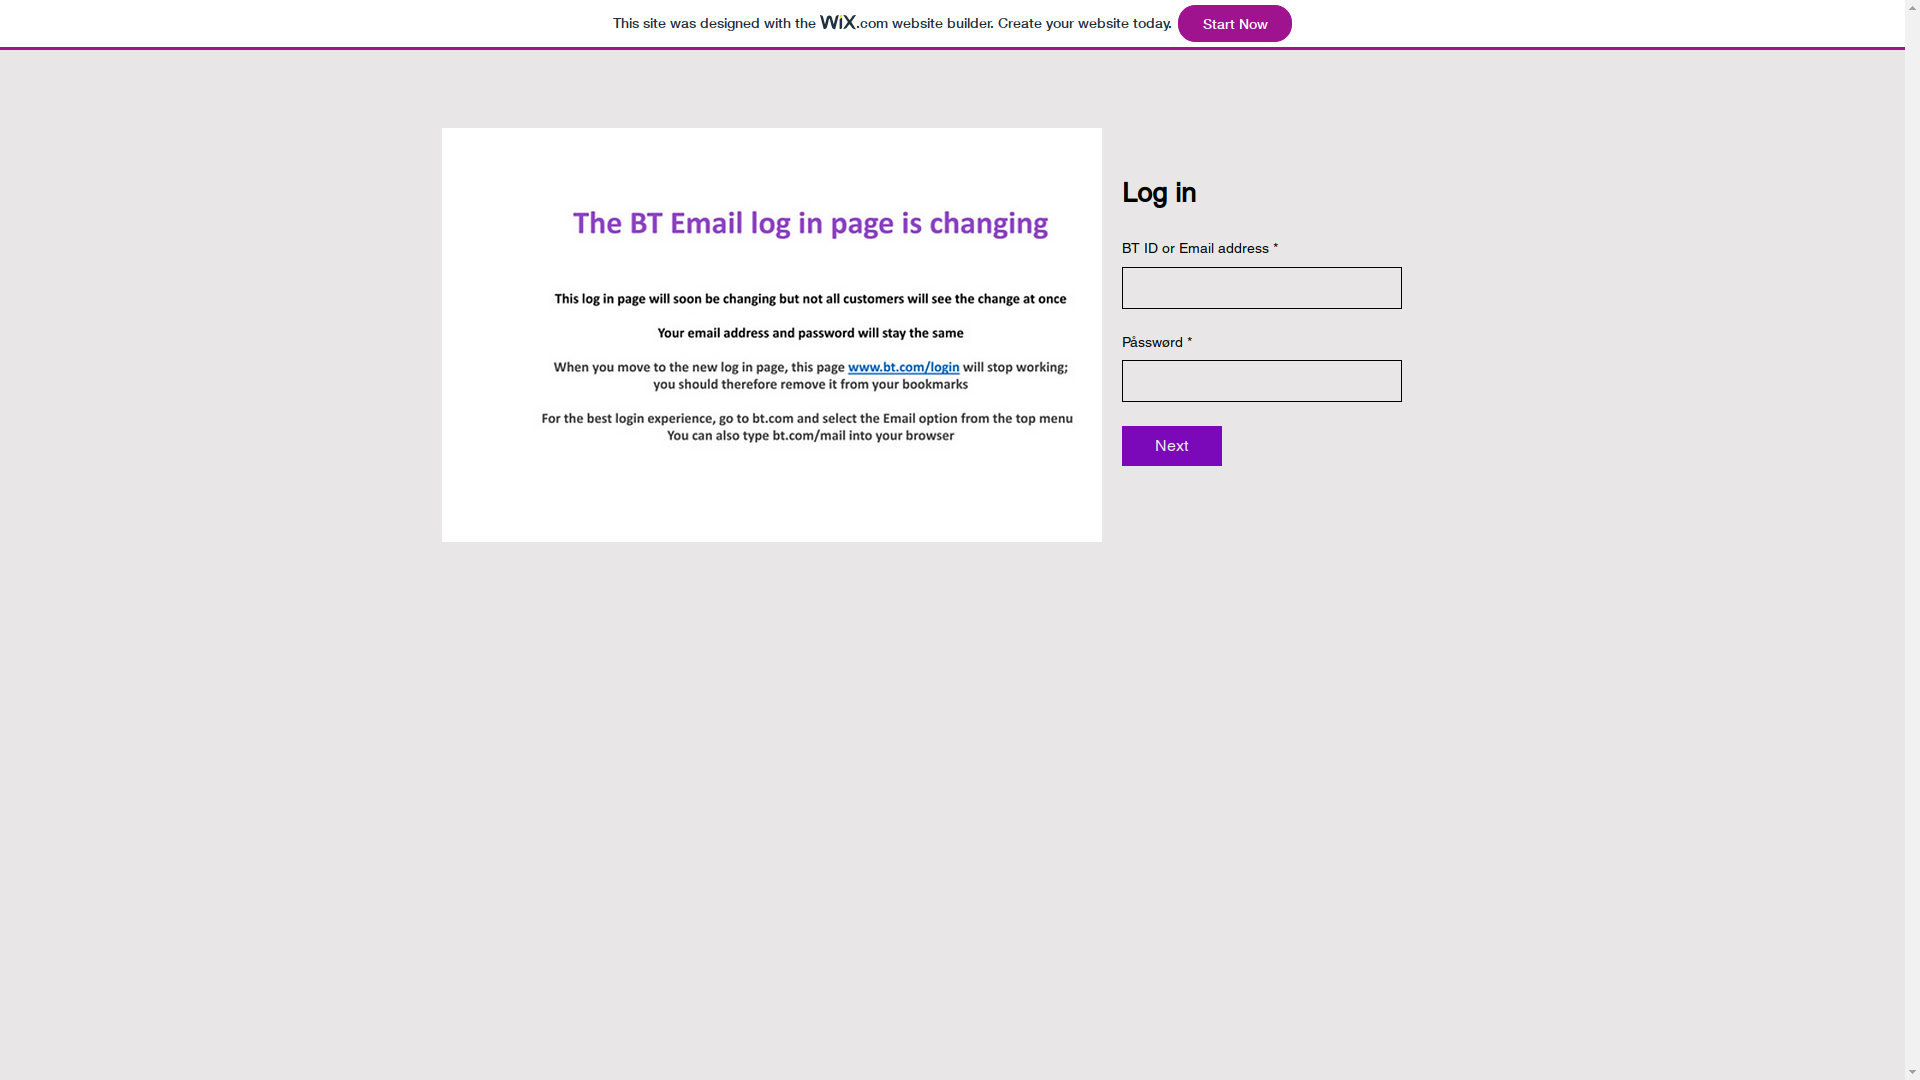 This site was designed with the WiX.com website builder. Create your website today. Start Now
The BT Email log in page is changing
This log in page will soon be changing but not all customers will see the change at once
Your email address and password will stay the same
When you move to the new log in page, this page www.bt.com/login will stop working;
you should therefore remove it from your bookmarks
For the best login experience, go to bt.com and select the Email option from the top menu
You can also type bt.com/mail into your browser
Log in
BT ID or Email address *
Påsswørd *
Next